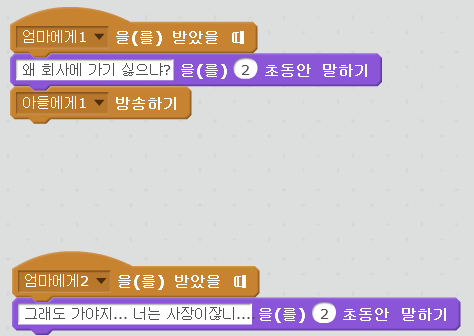 엄마에게1 을(를) 받았을 때
왜 회사에 가기 싫으냐? 을(를) 2 초동안 말하기
아들에게1 방송하기
엄마에게2 을(를) 받았을 때
그래도 가야지... 너는 사장이잖니... 을(를) 2 초동안 말하기